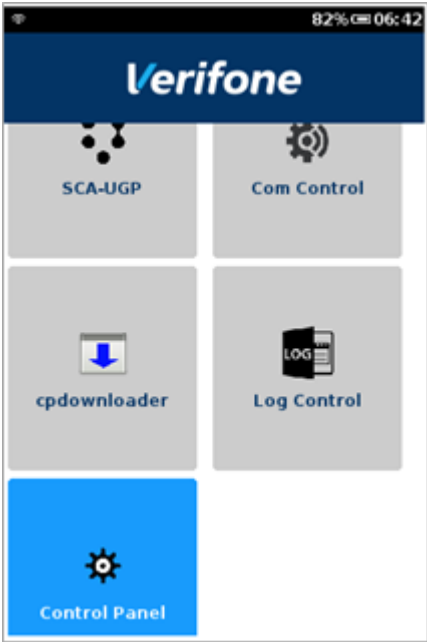 82% 06:42
Verifone
SCA-UGP
Com Control
cpdownloader
LOG
Log Control
Control Panel